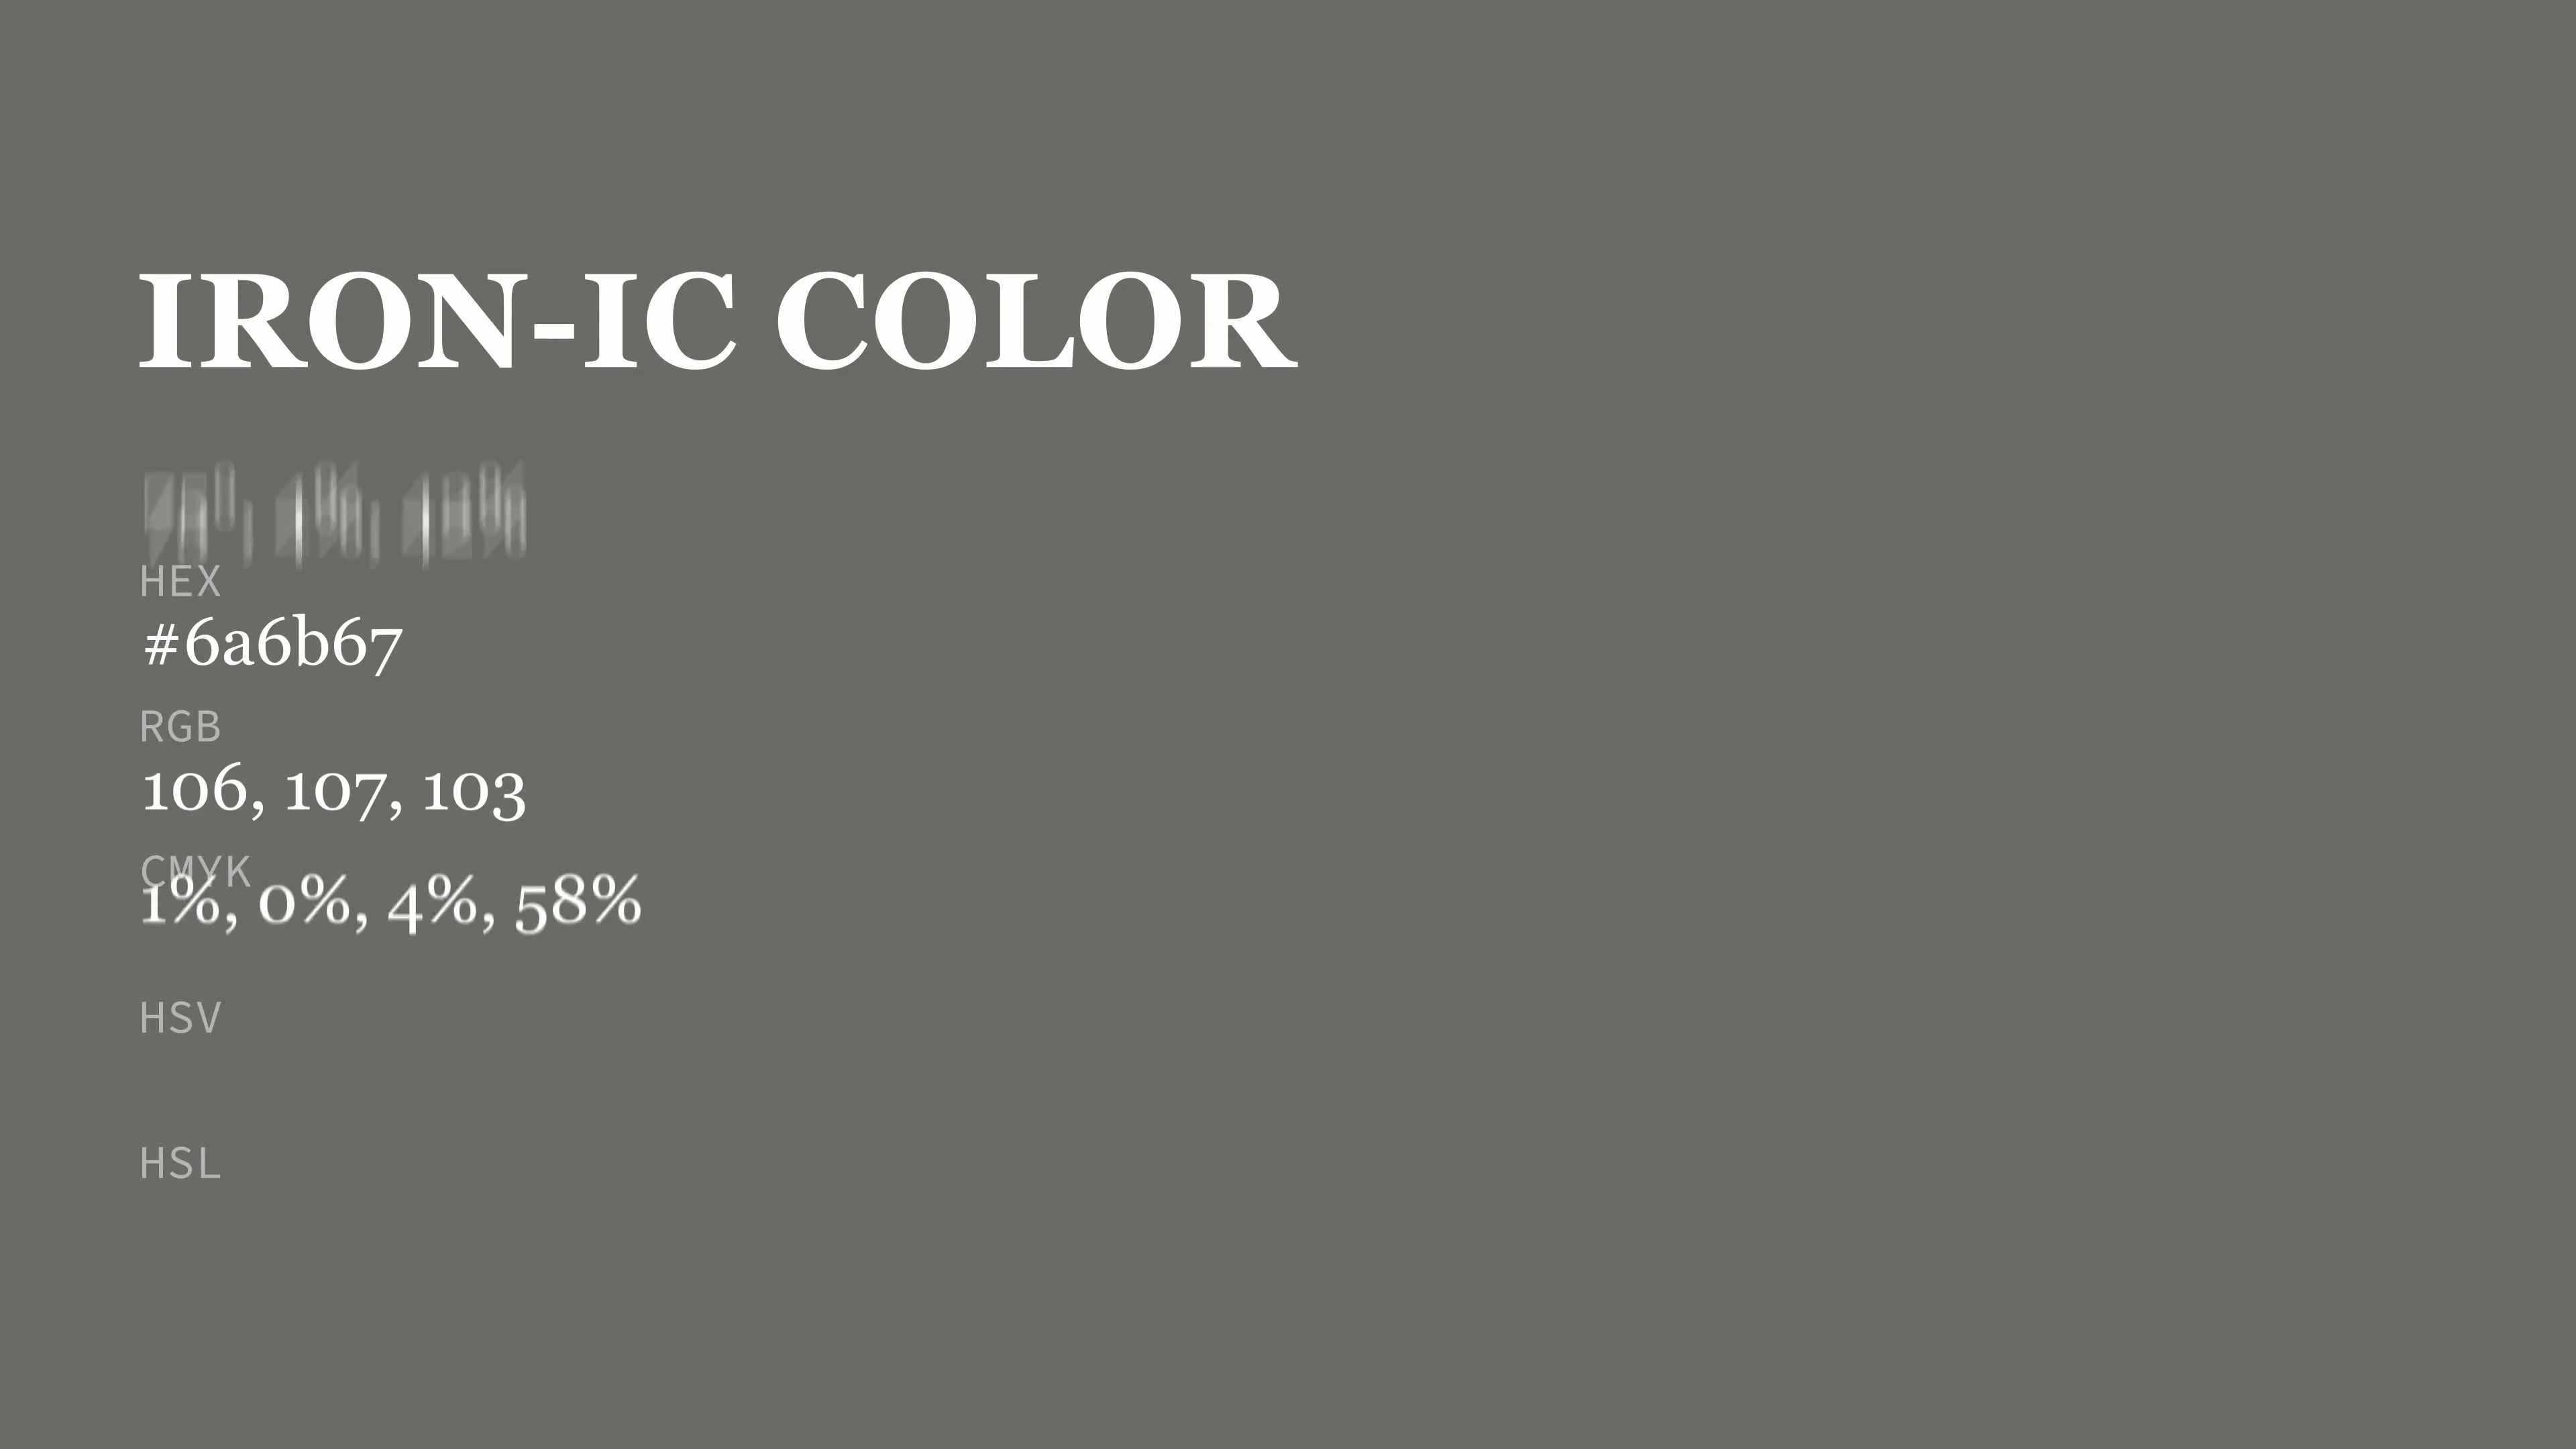 IRON-IC COLOR
HEX
#6a6b67
RGB
106, 107, 103
CMYK
1%, 0%, 4%, 58%
HSV
HSL